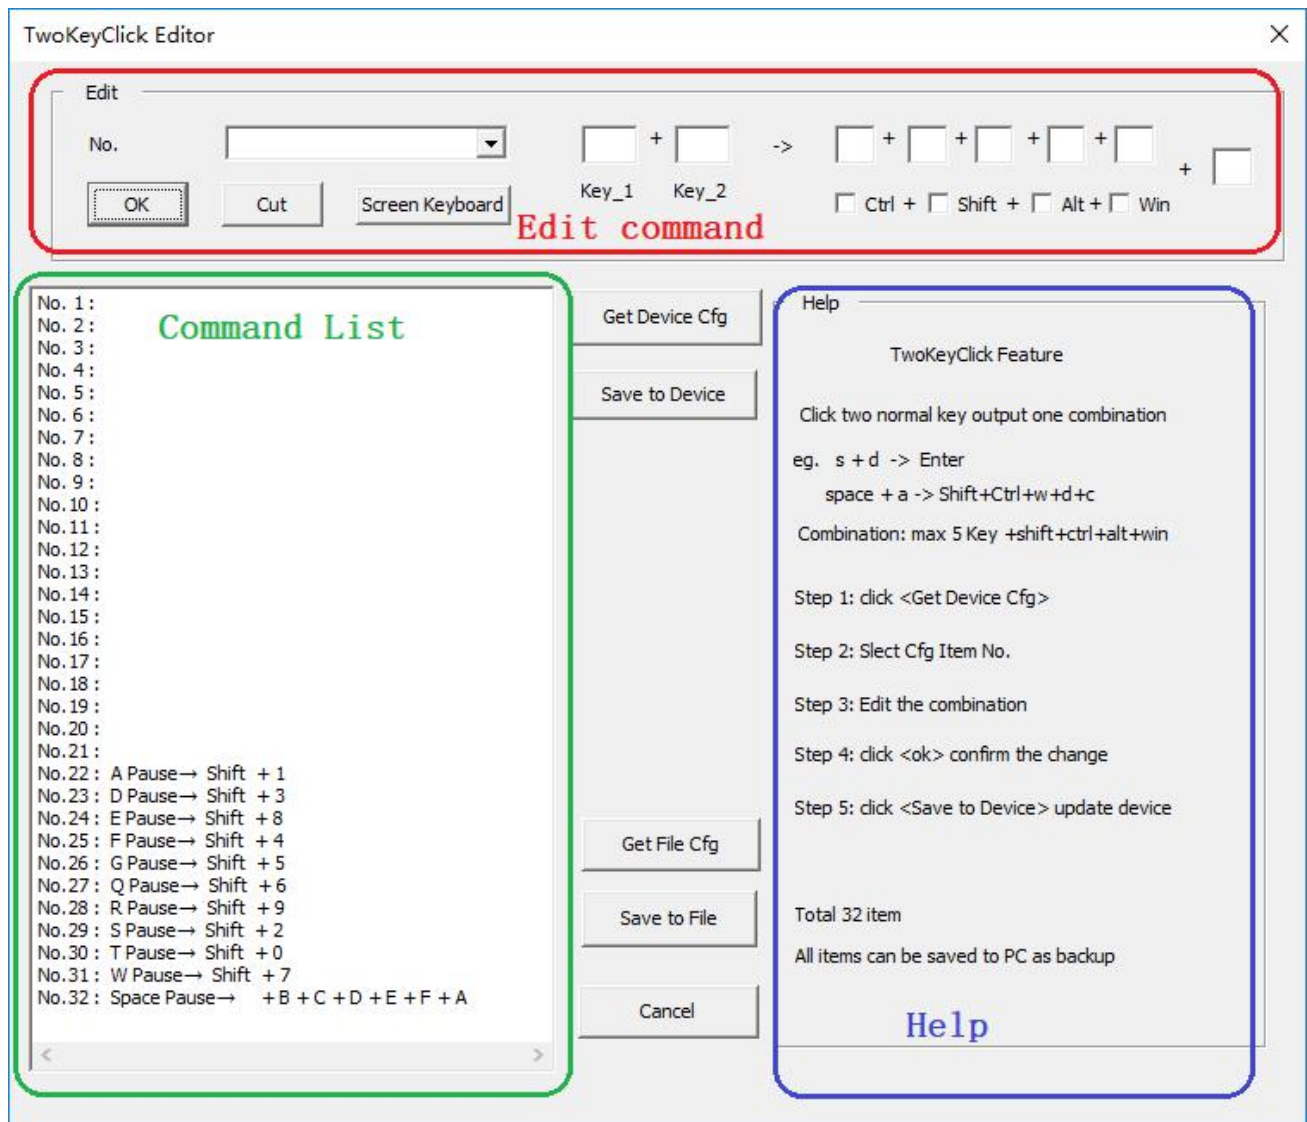 TwoKeyClick Editor
Edit
No.
+
->
+ + + + +
Key_1 Key_2
OK Cut Screen Keyboard
Ctrl + Shift + Alt + Win
Edit command
Command List
No. 1 :
No. 2 :
No. 3 :
No. 4 :
No. 5 :
No. 6 :
No. 7 :
No. 8 :
No. 9 :
No.10 :
No.11 :
No.12 :
No.13 :
No.14 :
No.15 :
No.16 :
No.17 :
No.18 :
No.19 :
No.20 :
No.21 :
No.22 : A Pause→ Shift + 1
No.23 : D Pause→ Shift + 3
No.24 : E Pause→ Shift + 8
No.25 : F Pause→ Shift + 4
No.26 : G Pause→ Shift + 5
No.27 : Q Pause→ Shift + 6
No.28 : R Pause→ Shift + 9
No.29 : S Pause→ Shift + 2
No.30 : T Pause→ Shift + 0
No.31 : W Pause→ Shift + 7
No.32 : Space Pause→ + B + C + D + E + F + A
Get Device Cfg
Save to Device
Get File Cfg
Save to File
Cancel
Help
TwoKeyClick Feature
Click two normal key output one combination
eg. s + d -> Enter
space + a -> Shift+Ctrl+w+d+c
Combination: max 5 Key +shift+ctrl+alt+win
Step 1: click <Get Device Cfg>
Step 2: Slect Cfg Item No.
Step 3: Edit the combination
Step 4: click <ok> confirm the change
Step 5: click <Save to Device> update device
Total 32 item
All items can be saved to PC as backup
Help